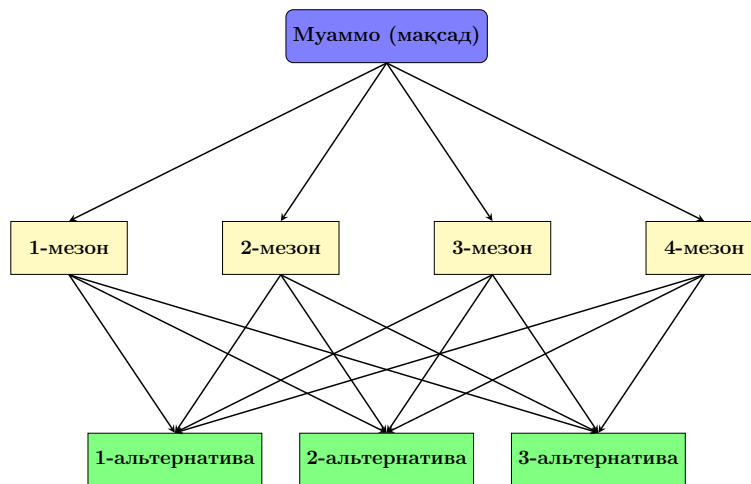 Муаммо (мақсад)
1-мезон
2-мезон
3-мезон
4-мезон
1-альтернатива
2-альтернатива
3-альтернатива